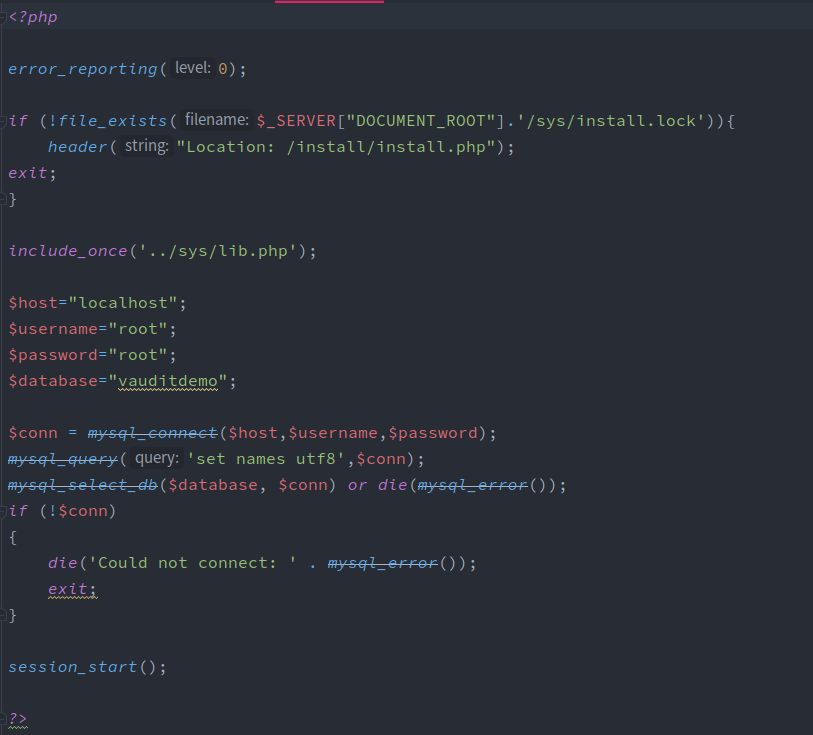 <?php
error_reporting( level: 0);
if (!file_exists( filename: $_SERVER["DOCUMENT_ROOT"].'/sys/install.lock')){
header( string: "Location: /install/install.php");
exit;
}
include_once('../sys/lib.php');
$host="localhost";
$username="root";
$password="root";
$database="vauditdemo";
$conn = mysql_connect($host,$username,$password);
mysql_query( query: 'set names utf8',$conn);
mysql_select_db($database, $conn) or die(mysql_error());
if (!$conn)
{
die('Could not connect: ' . mysql_error());
exit;
}
session_start();
?>